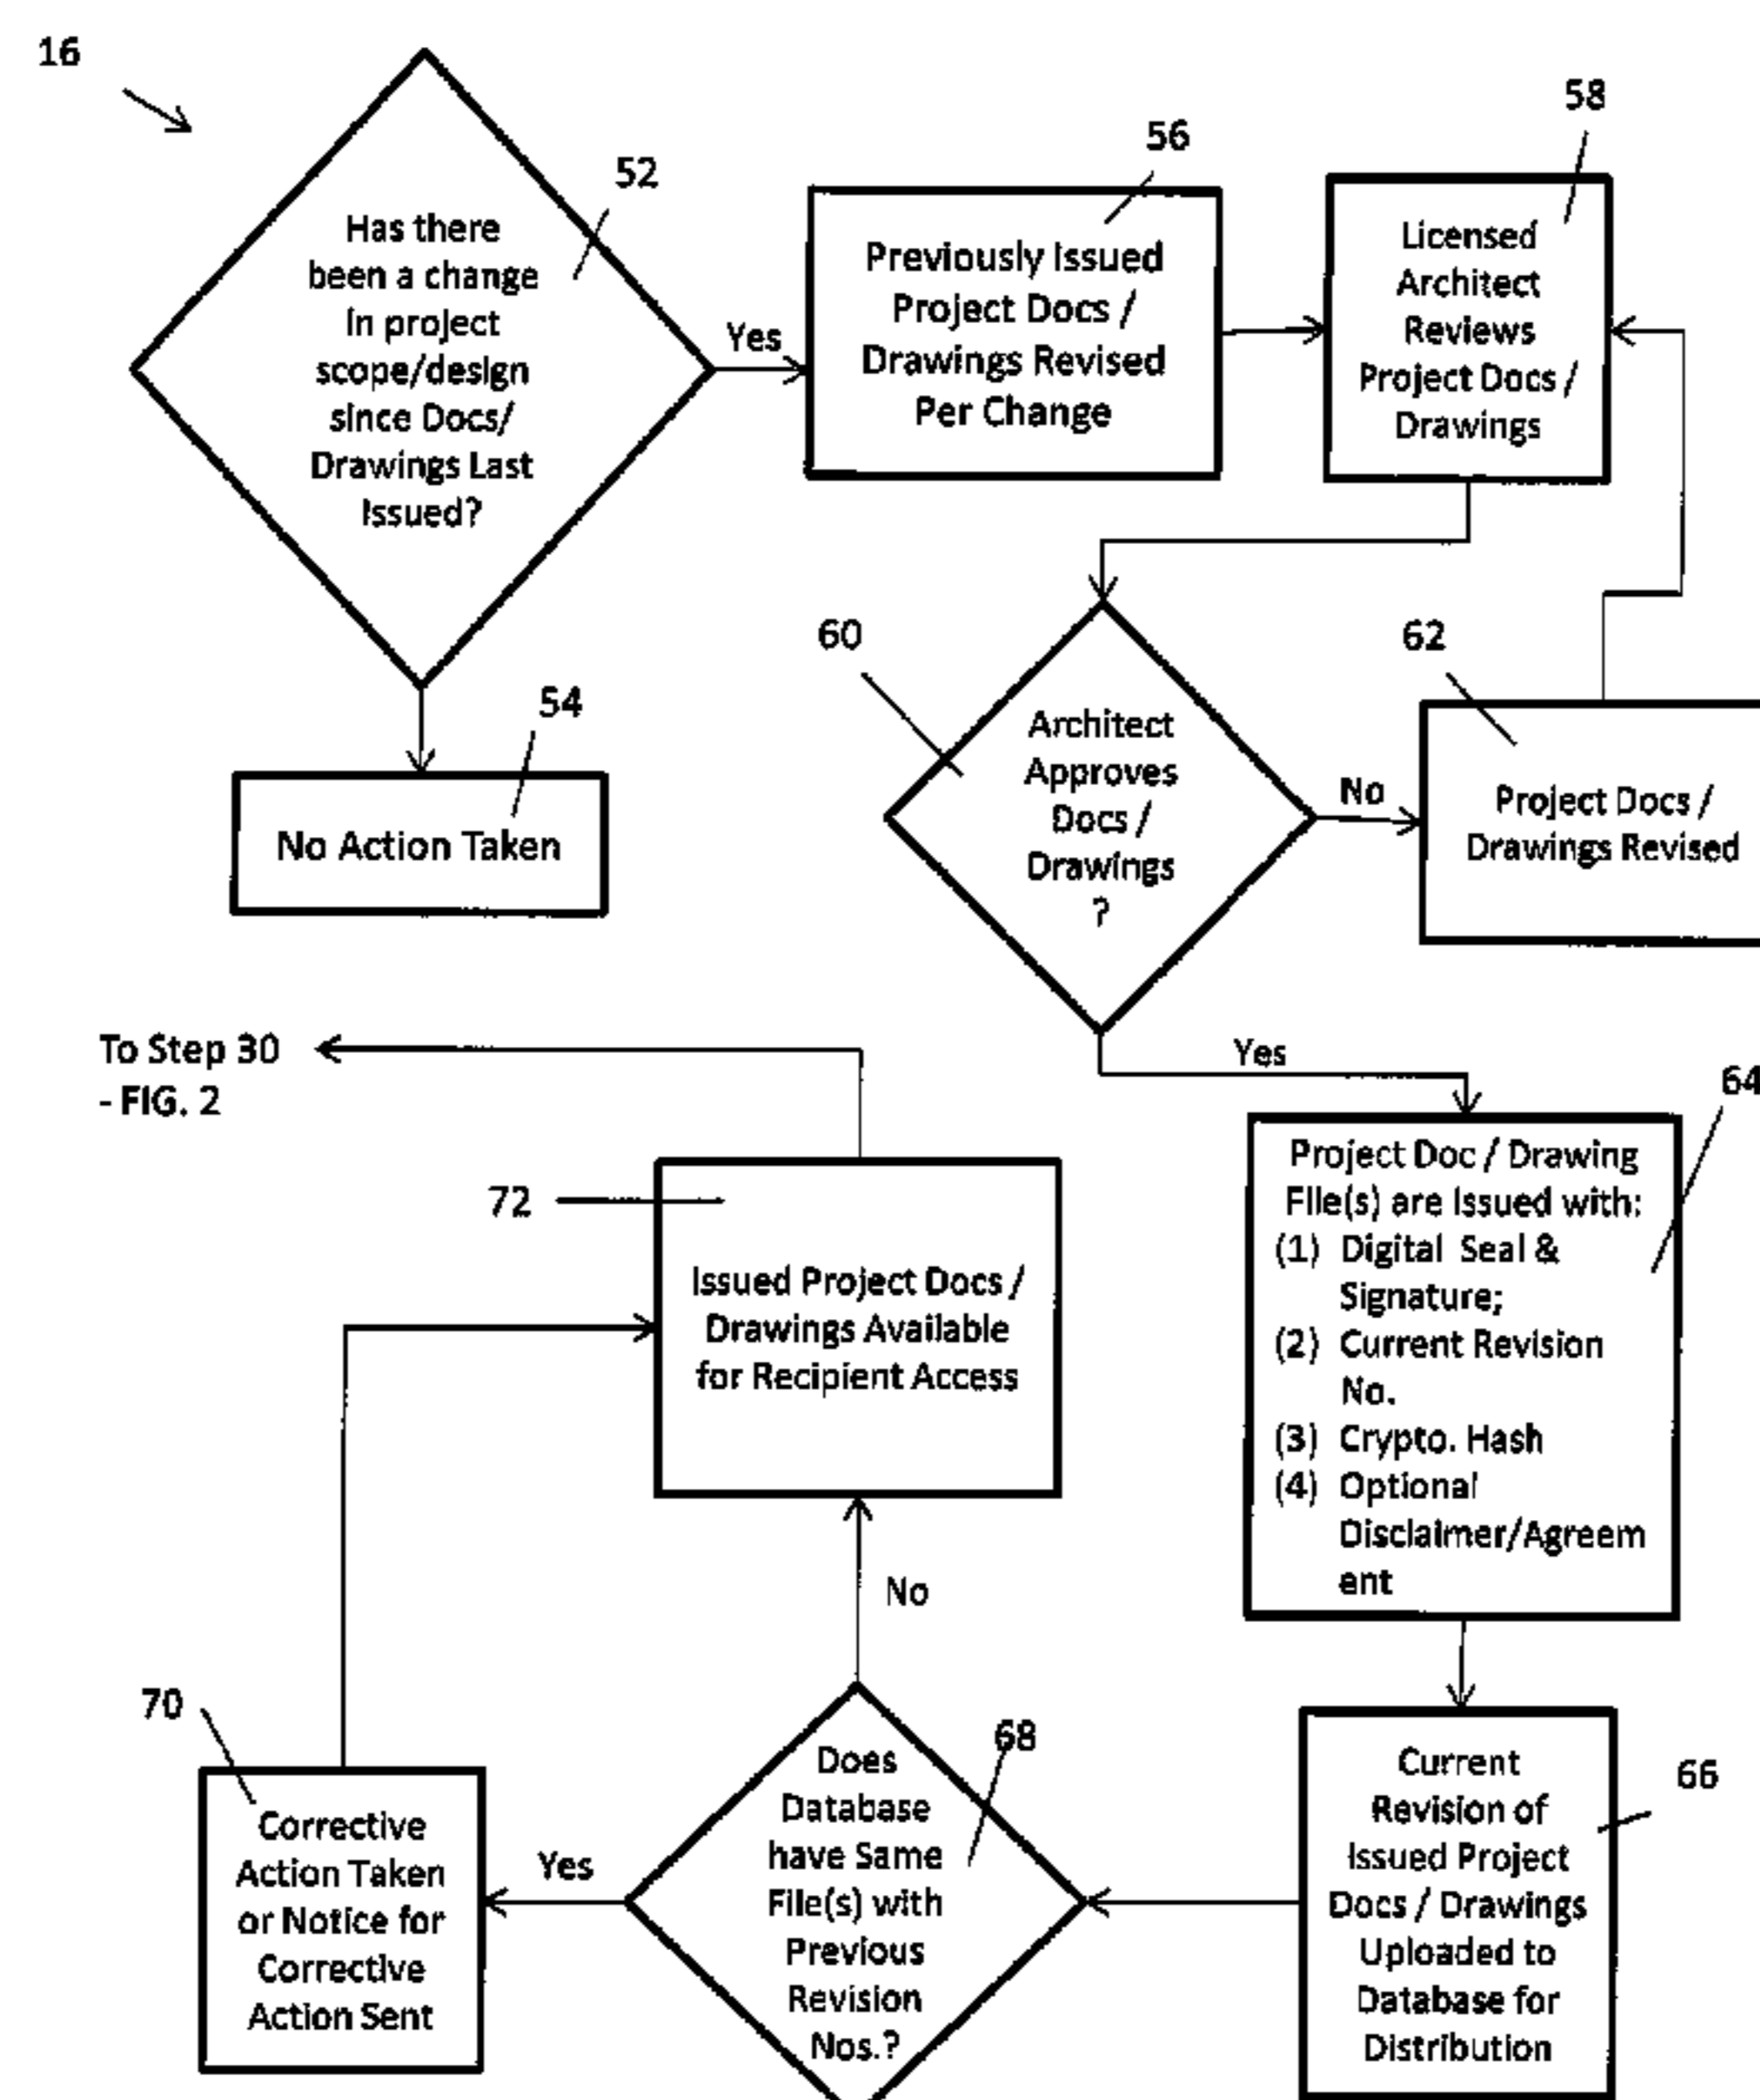 16
52
Has there
been a change
in project
scope/design
since Docs/
Drawings Last
Issued?
Yes
56
Previously Issued
Project Docs /
Drawings Revised
Per Change
58
Licensed
Architect
Reviews
Project Docs /
Drawings
54
No Action Taken
60
Architect
Approves
Docs /
Drawings
?
No
62
Project Docs /
Drawings Revised
Yes
To Step 30
- FIG. 2
64
Project Doc / Drawing
File(s) are Issued with:
(1) Digital Seal &
Signature;
(2) Current Revision
No.
(3) Crypto. Hash
(4) Optional
Disclaimer/Agreem
ent
72
Issued Project Docs /
Drawings Available
for Recipient Access
No
66
Current
Revision of
Issued Project
Docs / Drawings
Uploaded to
Database for
Distribution
68
Does
Database
have Same
File(s) with
Previous
Revision
Nos.?
Yes
70
Corrective
Action Taken
or Notice for
Corrective
Action Sent